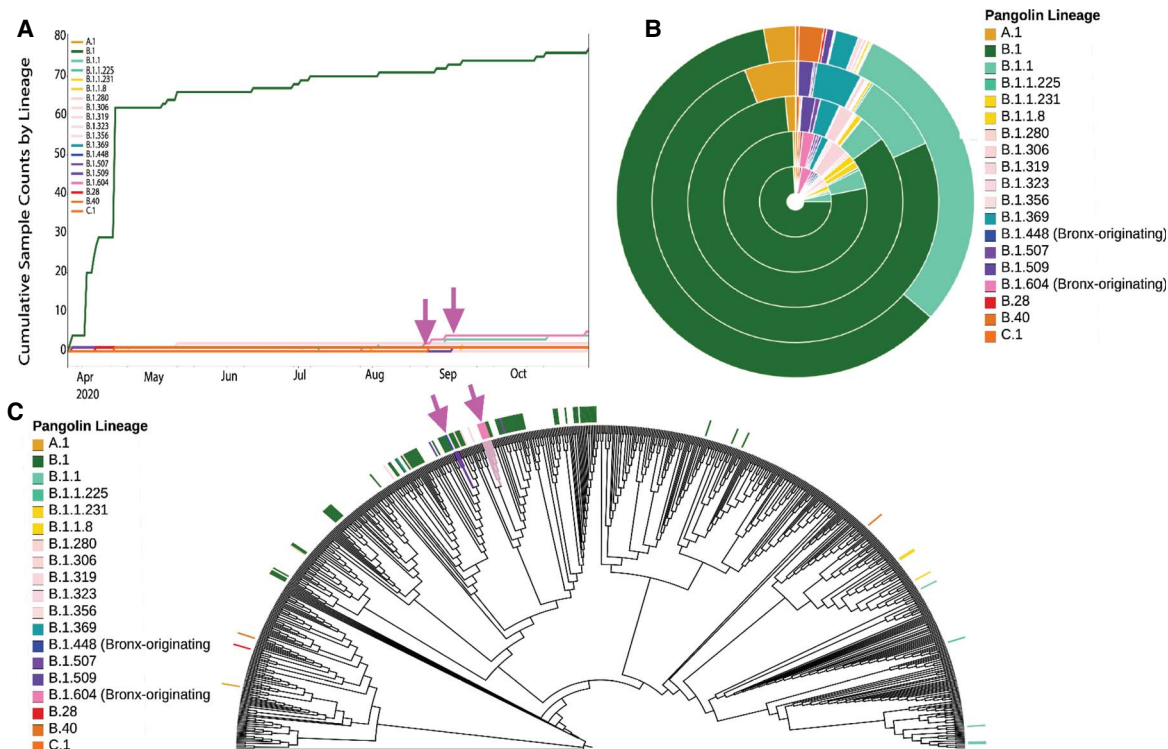 A
Cumulative Sample Counts by Lineage
80
70
60
50
40
30
20
10
0
A.1
B.1
B.1.1
B.1.1.225
B.1.1.231
B.1.1.8
B.1.280
B.1.306
B.1.319
B.1.323
B.1.356
B.1.369
B.1.448
B.1.507
B.1.509
B.1.604
B.28
B.40
C.1
Apr May Jun Jul Aug Sep Oct
2020
B
Pangolin Lineage
A.1
B.1
B.1.1
B.1.1.225
B.1.1.231
B.1.1.8
B.1.280
B.1.306
B.1.319
B.1.323
B.1.356
B.1.369
B.1.448 (Bronx-originating)
B.1.507
B.1.509
B.1.604 (Bronx-originating)
B.28
B.40
C.1
C
Pangolin Lineage
A.1
B.1
B.1.1
B.1.1.225
B.1.1.231
B.1.1.8
B.1.280
B.1.306
B.1.319
B.1.323
B.1.356
B.1.369
B.1.448 (Bronx-originating
B.1.507
B.1.509
B.1.604 (Bronx-originating
B.28
B.40
C.1